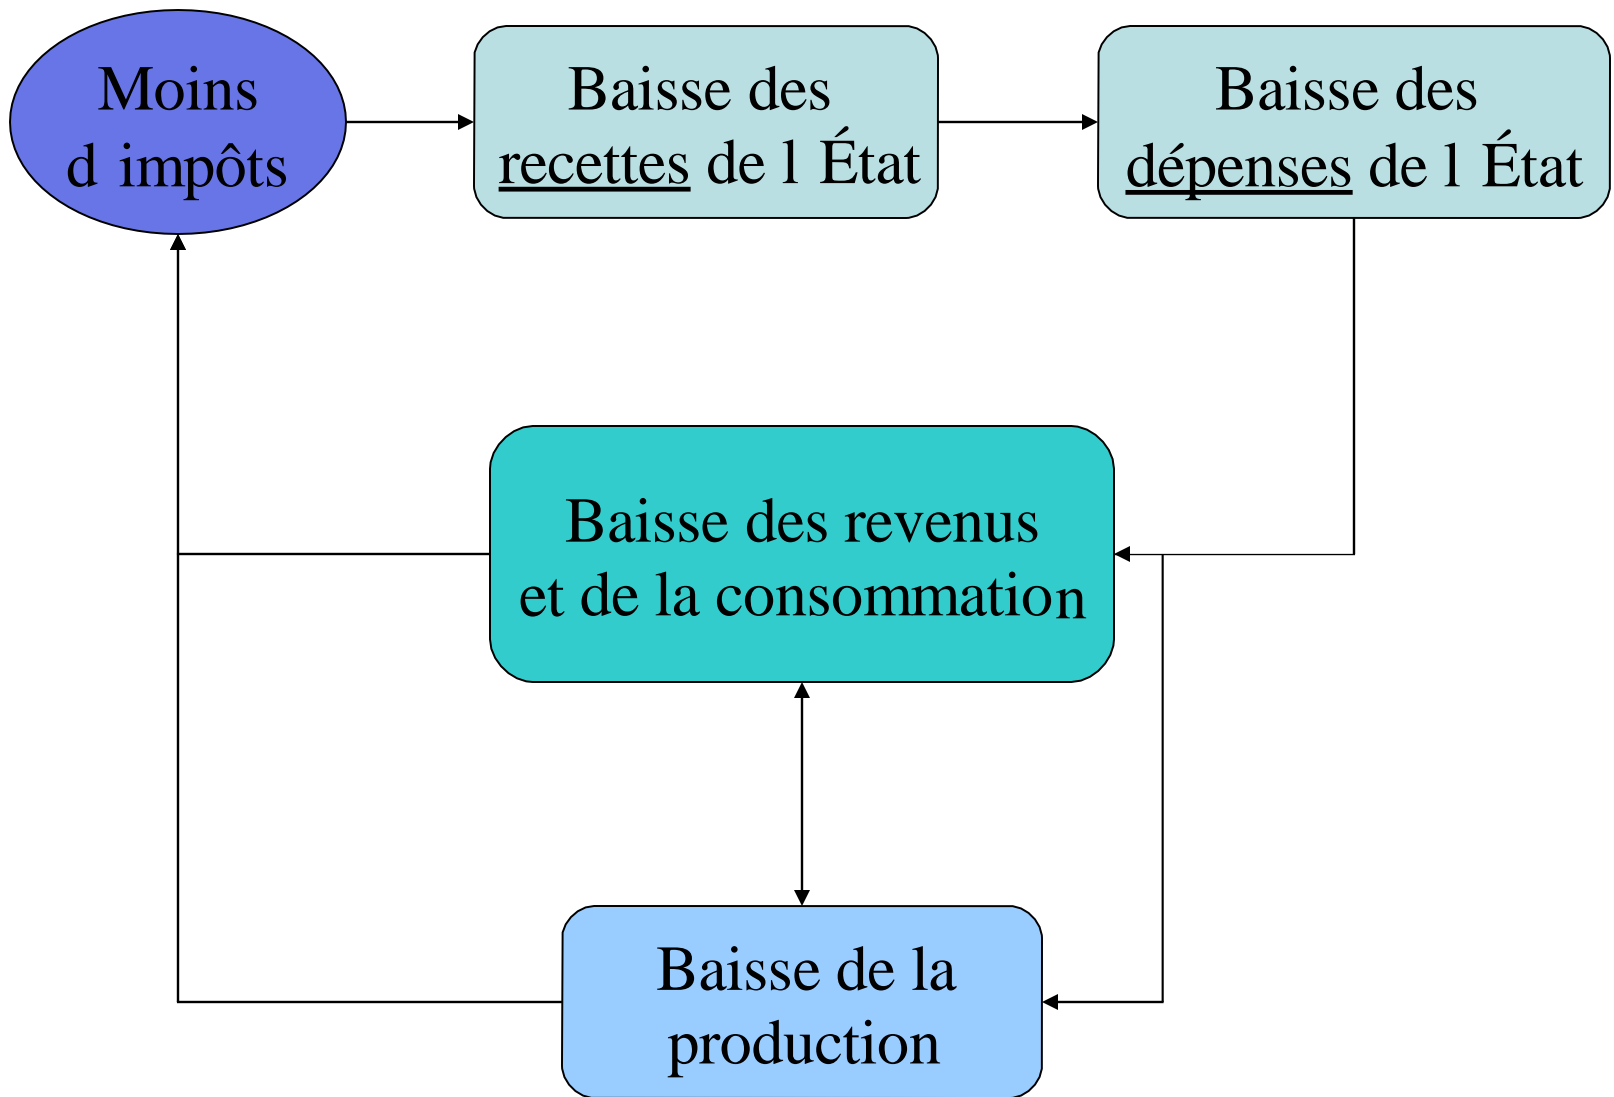 Moins
d impôts
Baisse des
recettes de l État
Baisse des
dépenses de l État
Baisse des revenus
et de la consommation
Baisse de la
production